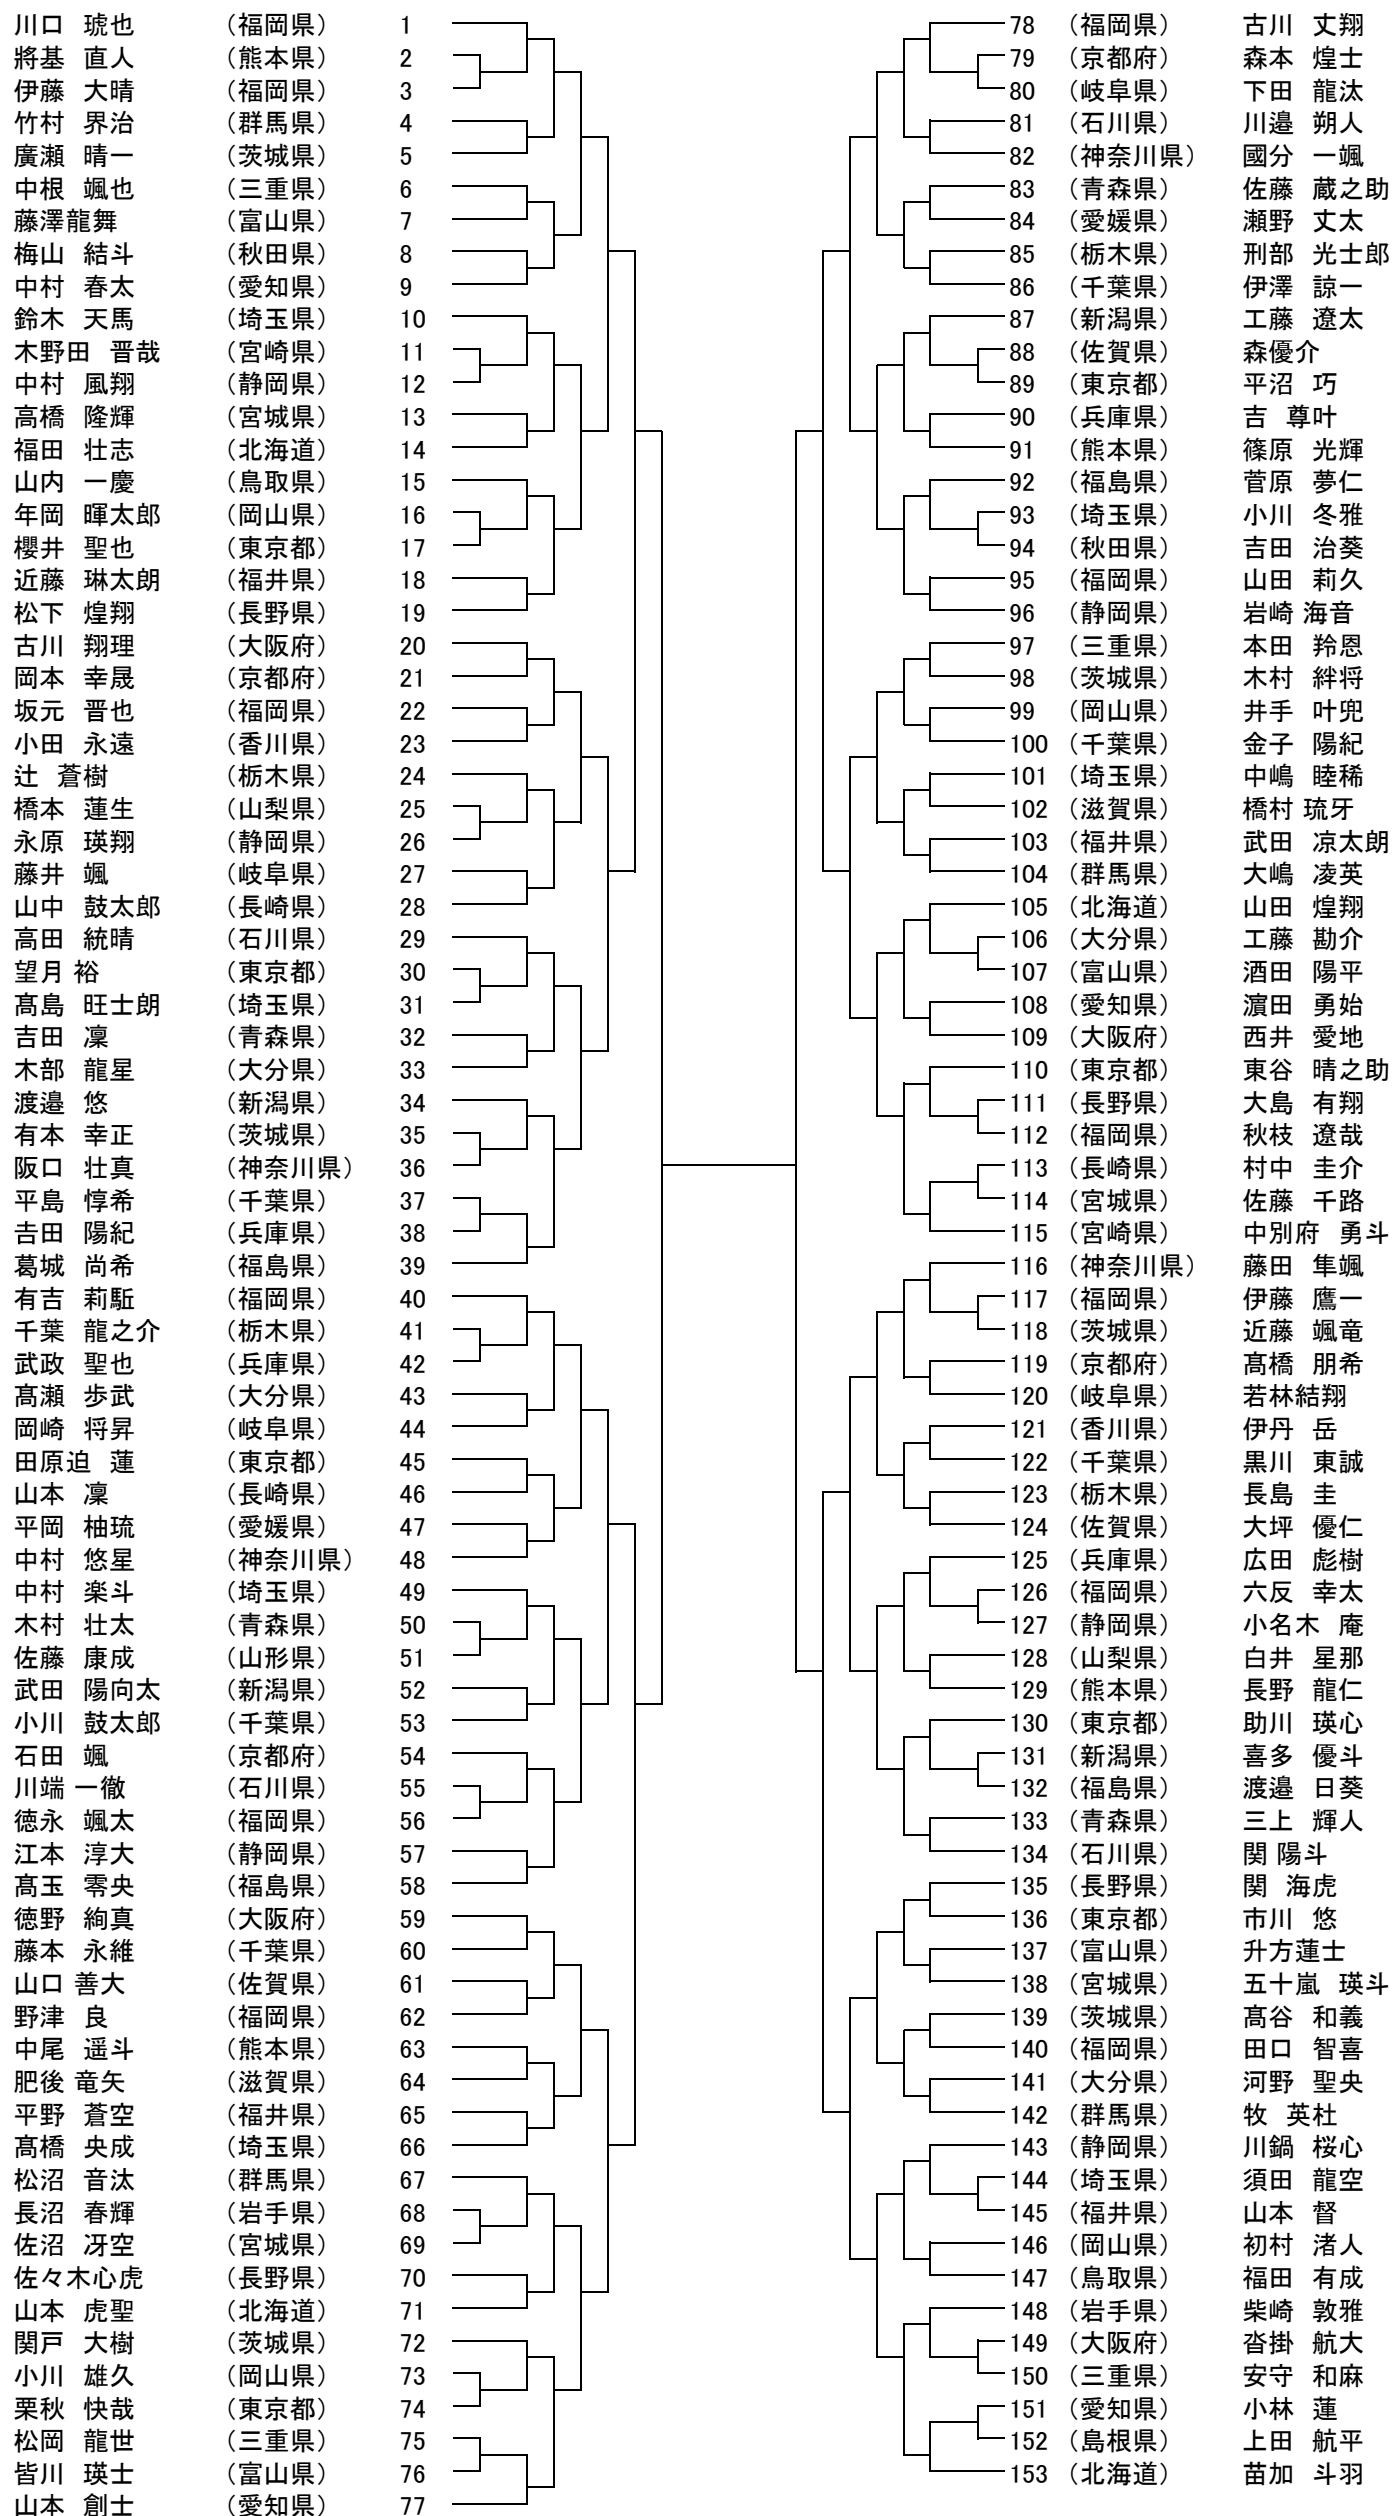 川口 琥也 （福岡県） 1
將基 直人 （熊本県） 2
伊藤 大晴 （福岡県） 3
竹村 界治 （群馬県） 4
廣瀬 晴一 （茨城県） 5
中根 颯也 （三重県） 6
藤澤龍舞 （富山県） 7
梅山 結斗 （秋田県） 8
中村 春太 （愛知県） 9
鈴木 天馬 （埼玉県） 10
木野田 晋哉 （宮崎県） 11
中村 風翔 （静岡県） 12
高橋 隆輝 （宮城県） 13
福田 壮志 （北海道） 14
山内 一慶 （鳥取県） 15
年岡 暉太郎 （岡山県） 16
櫻井 聖也 （東京都） 17
近藤 琳太朗 （福井県） 18
松下 煌翔 （長野県） 19
古川 翔理 （大阪府） 20
岡本 幸晟 （京都府） 21
坂元 晋也 （福岡県） 22
小田 永遠 （香川県） 23
辻 蒼樹 （栃木県） 24
橋本 蓮生 （山梨県） 25
永原 瑛翔 （静岡県） 26
藤井 颯 （岐阜県） 27
山中 鼓太郎 （長崎県） 28
高田 統晴 （石川県） 29
望月 裕 （東京都） 30
髙島 旺士朗 （埼玉県） 31
吉田 凜 （青森県） 32
木部 龍星 （大分県） 33
渡邉 悠 （新潟県） 34
有本 幸正 （茨城県） 35
阪口 壮真 （神奈川県） 36
平島 惇希 （千葉県） 37
𠮷田 陽紀 （兵庫県） 38
葛城 尚希 （福島県） 39
有吉 莉駈 （福岡県） 40
千葉 龍之介 （栃木県） 41
武政 聖也 （兵庫県） 42
髙瀬 歩武 （大分県） 43
岡崎 将昇 （岐阜県） 44
田原迫 蓮 （東京都） 45
山本 凜 （長崎県） 46
平岡 柚琉 （愛媛県） 47
中村 悠星 （神奈川県） 48
中村 楽斗 （埼玉県） 49
木村 壮太 （青森県） 50
佐藤 康成 （山形県） 51
武田 陽向太 （新潟県） 52
小川 鼓太郎 （千葉県） 53
石田 颯 （京都府） 54
川端 一徹 （石川県） 55
徳永 颯太 （福岡県） 56
江本 淳大 （静岡県） 57
髙玉 零央 （福島県） 58
徳野 絢真 （大阪府） 59
藤本 永維 （千葉県） 60
山口 善大 （佐賀県） 61
野津 良 （福岡県） 62
中尾 遥斗 （熊本県） 63
肥後 竜矢 （滋賀県） 64
平野 蒼空 （福井県） 65
髙橋 央成 （埼玉県） 66
松沼 音汰 （群馬県） 67
長沼 春輝 （岩手県） 68
佐沼 冴空 （宮城県） 69
佐々木心虎 （長野県） 70
山本 虎聖 （北海道） 71
関戸 大樹 （茨城県） 72
小川 雄久 （岡山県） 73
栗秋 快哉 （東京都） 74
松岡 龍世 （三重県） 75
皆川 瑛士 （富山県） 76
山本 創士 （愛知県） 77
78 （福岡県） 古川 丈翔
79 （京都府） 森本 煌士
80 （岐阜県） 下田 龍汰
81 （石川県） 川邉 朔人
82 （神奈川県） 國分 一颯
83 （青森県） 佐藤 蔵之助
84 （愛媛県） 瀬野 丈太
85 （栃木県） 刑部 光士郎
86 （千葉県） 伊澤 諒一
87 （新潟県） 工藤 遼太
88 （佐賀県） 森優介
89 （東京都） 平沼 巧
90 （兵庫県） 吉 尊叶
91 （熊本県） 篠原 光輝
92 （福島県） 菅原 夢仁
93 （埼玉県） 小川 冬雅
94 （秋田県） 吉田 治葵
95 （福岡県） 山田 莉久
96 （静岡県） 岩崎 海音
97 （三重県） 本田 羚恩
98 （茨城県） 木村 絆将
99 （岡山県） 井手 叶兜
100 （千葉県） 金子 陽紀
101 （埼玉県） 中嶋 睦稀
102 （滋賀県） 橋村 琉牙
103 （福井県） 武田 凉太朗
104 （群馬県） 大嶋 凌英
105 （北海道） 山田 煌翔
106 （大分県） 工藤 勘介
107 （富山県） 酒田 陽平
108 （愛知県） 濵田 勇始
109 （大阪府） 西井 愛地
110 （東京都） 東谷 晴之助
111 （長野県） 大島 有翔
112 （福岡県） 秋枝 遼哉
113 （長崎県） 村中 圭介
114 （宮城県） 佐藤 千路
115 （宮崎県） 中別府 勇斗
116 （神奈川県） 藤田 隼颯
117 （福岡県） 伊藤 鷹一
118 （茨城県） 近藤 颯竜
119 （京都府） 髙橋 朋希
120 （岐阜県） 若林結翔
121 （香川県） 伊丹 岳
122 （千葉県） 黒川 東誠
123 （栃木県） 長島 圭
124 （佐賀県） 大坪 優仁
125 （兵庫県） 広田 彪樹
126 （福岡県） 六反 幸太
127 （静岡県） 小名木 庵
128 （山梨県） 白井 星那
129 （熊本県） 長野 龍仁
130 （東京都） 助川 瑛心
131 （新潟県） 喜多 優斗
132 （福島県） 渡邉 日葵
133 （青森県） 三上 輝人
134 （石川県） 関 陽斗
135 （長野県） 関 海虎
136 （東京都） 市川 悠
137 （富山県） 升方蓮士
138 （宮城県） 五十嵐 瑛斗
139 （茨城県） 髙谷 和義
140 （福岡県） 田口 智喜
141 （大分県） 河野 聖央
142 （群馬県） 牧 英杜
143 （静岡県） 川鍋 桜心
144 （埼玉県） 須田 龍空
145 （福井県） 山本 督
146 （岡山県） 初村 渚人
147 （鳥取県） 福田 有成
148 （岩手県） 柴崎 敦雅
149 （大阪府） 沓掛 航大
150 （三重県） 安守 和麻
151 （愛知県） 小林 蓮
152 （島根県） 上田 航平
153 （北海道） 苗加 斗羽